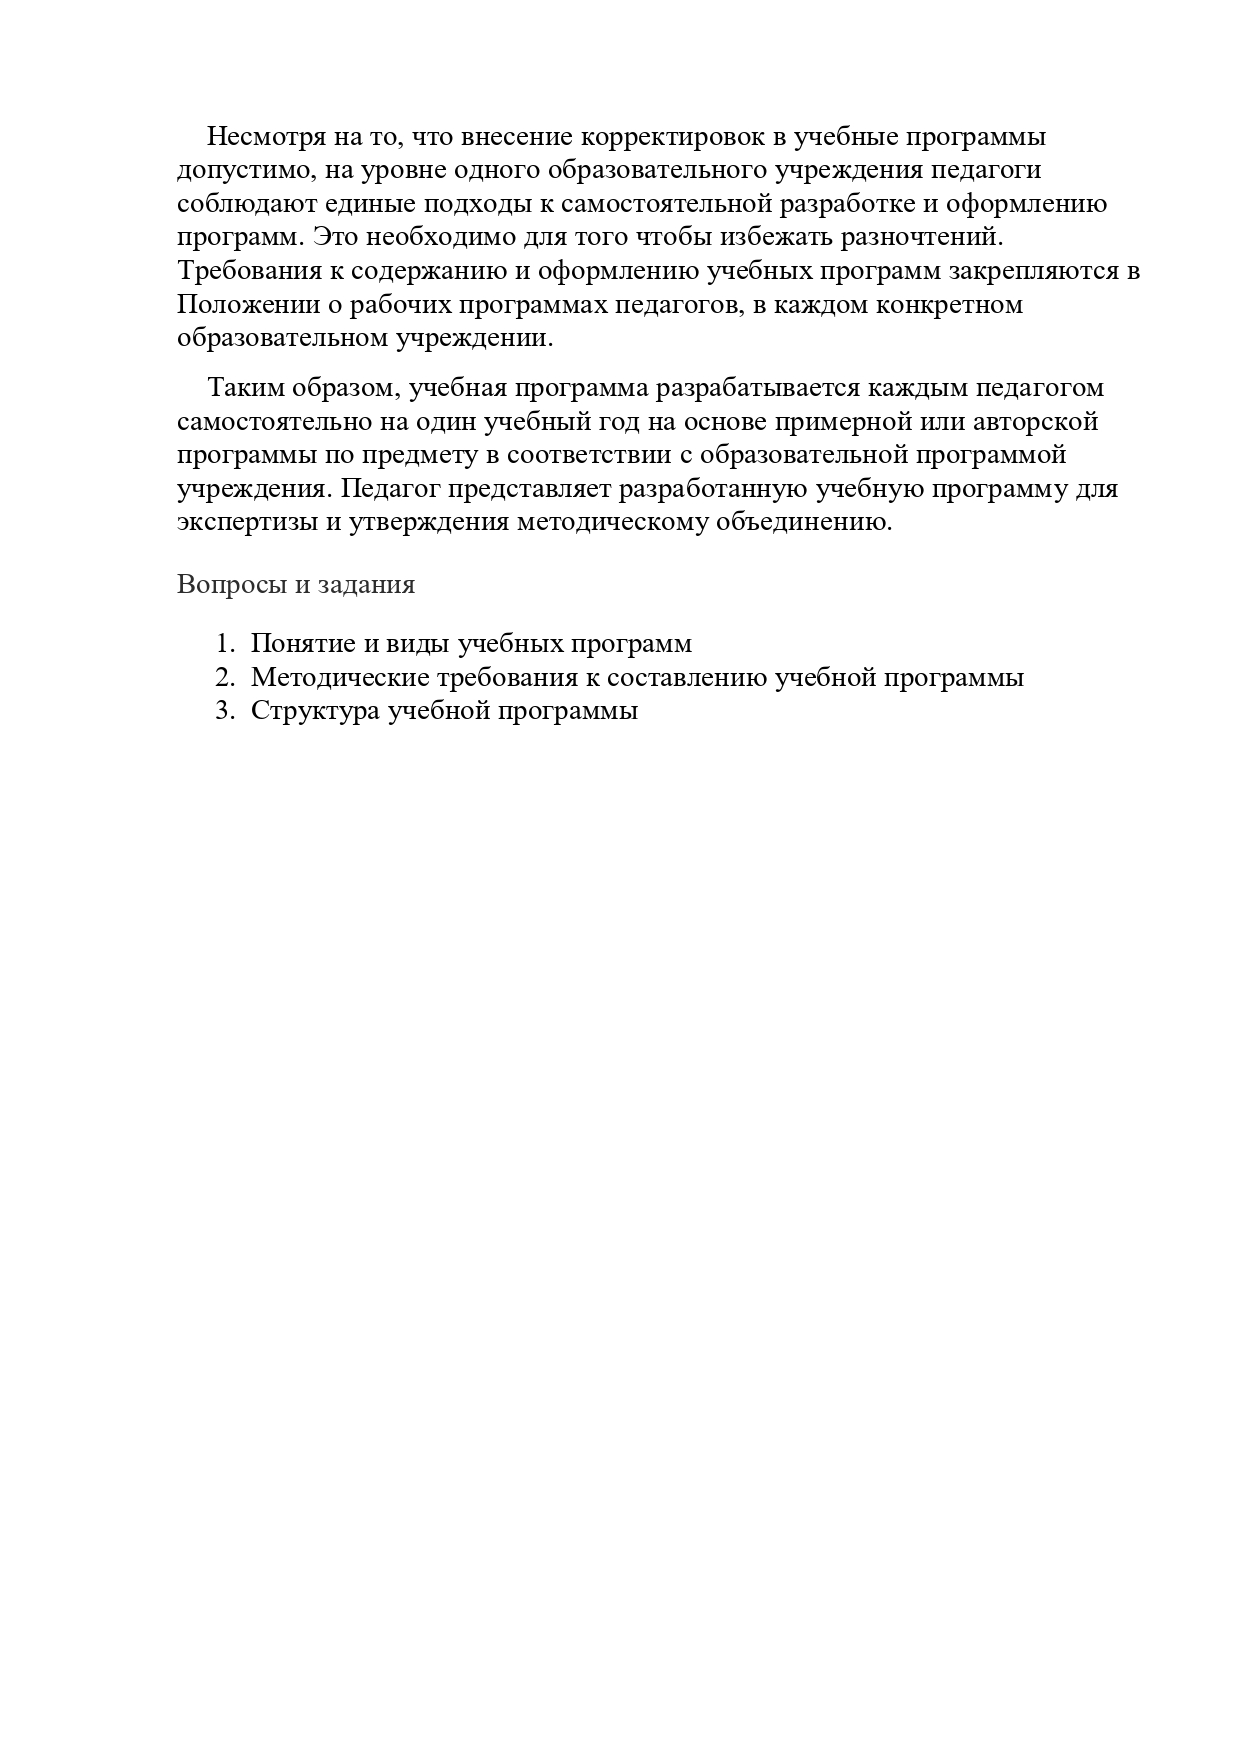 Несмотря на то, что внесение корректировок в учебные программы
допустимо, на уровне одного образовательного учреждения педагоги
соблюдают единые подходы к самостоятельной разработке и оформлению
программ. Это необходимо для того чтобы избежать разночтений.
Требования к содержанию и оформлению учебных программ закрепляются в
Положении о рабочих программах педагогов, в каждом конкретном
образовательном учреждении.
Таким образом, учебная программа разрабатывается каждым педагогом
самостоятельно на один учебный год на основе примерной или авторской
программы по предмету в соответствии с образовательной программой
учреждения. Педагог представляет разработанную учебную программу для
экспертизы и утверждения методическому объединению.
Вопросы и задания
1. Понятие и виды учебных программ
2. Методические требования к составлению учебной программы
3. Структура учебной программы